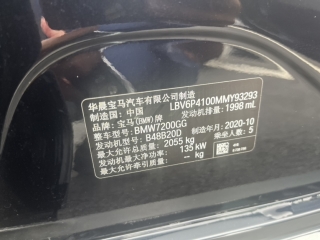 华晨宝马汽车有限公司制造
制造国：中国 LBV6P4100MMY93293
品牌：宝马(BMW)牌 发动机排量：1998 mL
整车型号：BMW7200GG
发动机型号：B48B20D 制造年月：2020-10
最大允许总质量：2055 kg 乘坐人数：5
发动机最大净功率：135 kW
最大允许牵引质量：-- kg